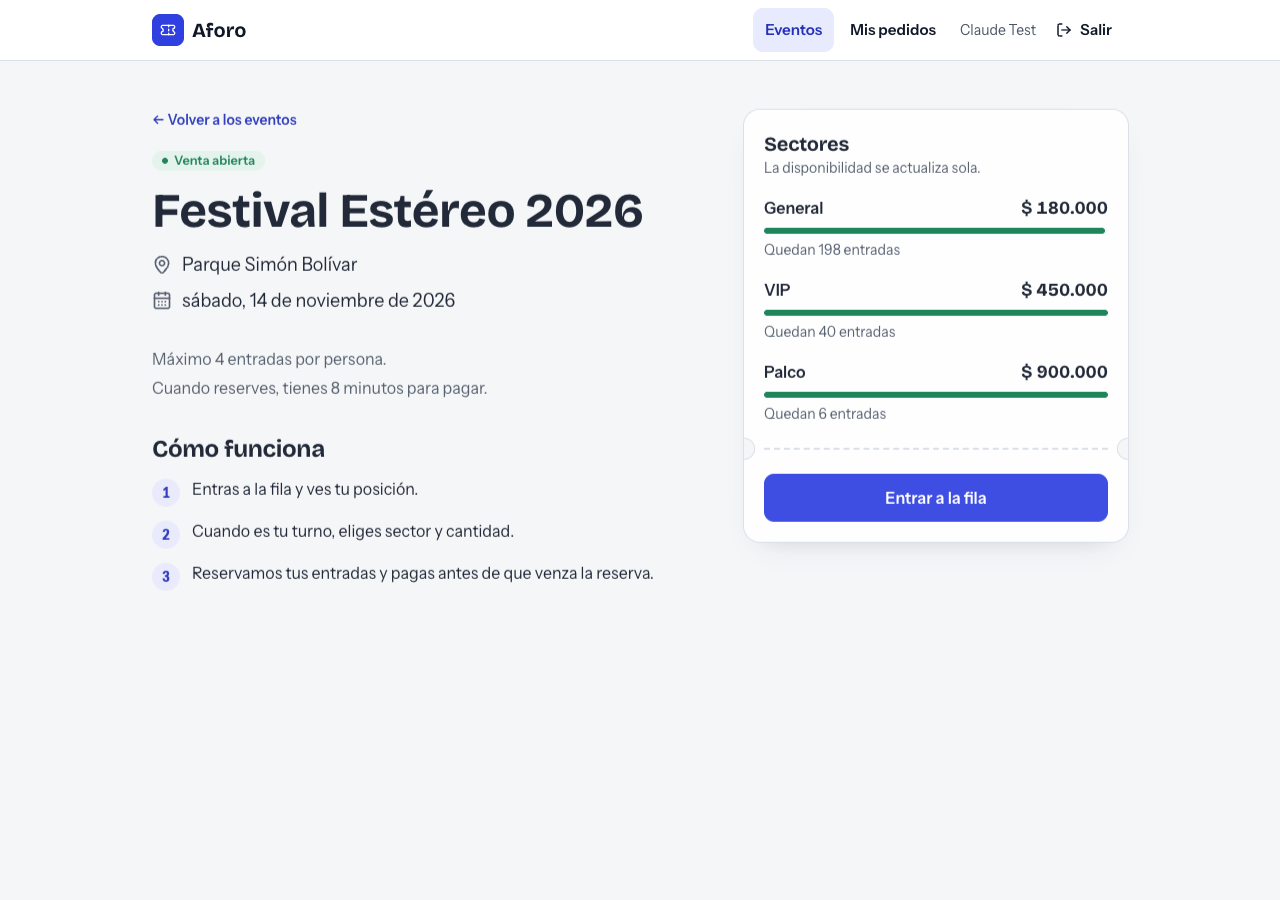 Aforo
Eventos
Mis pedidos
Claude Test
Salir
← Volver a los eventos
Venta abierta
Festival Estéreo 2026
Parque Simón Bolívar
sábado, 14 de noviembre de 2026
Máximo 4 entradas por persona.
Cuando reserves, tienes 8 minutos para pagar.
Cómo funciona
1 Entras a la fila y ves tu posición.
2 Cuando es tu turno, eliges sector y cantidad.
3 Reservamos tus entradas y pagas antes de que venza la reserva.
Sectores
La disponibilidad se actualiza sola.
General $ 180.000
Quedan 198 entradas
VIP $ 450.000
Quedan 40 entradas
Palco $ 900.000
Quedan 6 entradas
Entrar a la fila